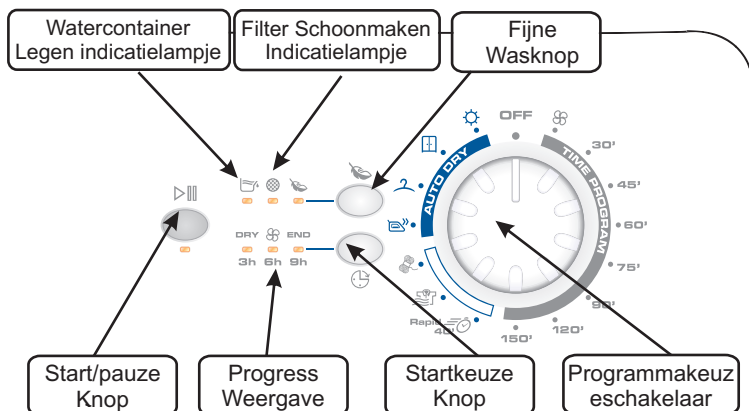 Watercontainer
Legen indicatielampje
Filter Schoonmaken
Indicatielampje
Fijne
Wasknop
OFF
AUTO DRY
TIME PROGRAM
30'
45'
60'
75'
90'
120'
150'
Rapid
40'
DRY END
3h 6h 9h
Start/pauze
Knop
Progress
Weergave
Startkeuze
Knop
Programmakeuz
eschakelaar